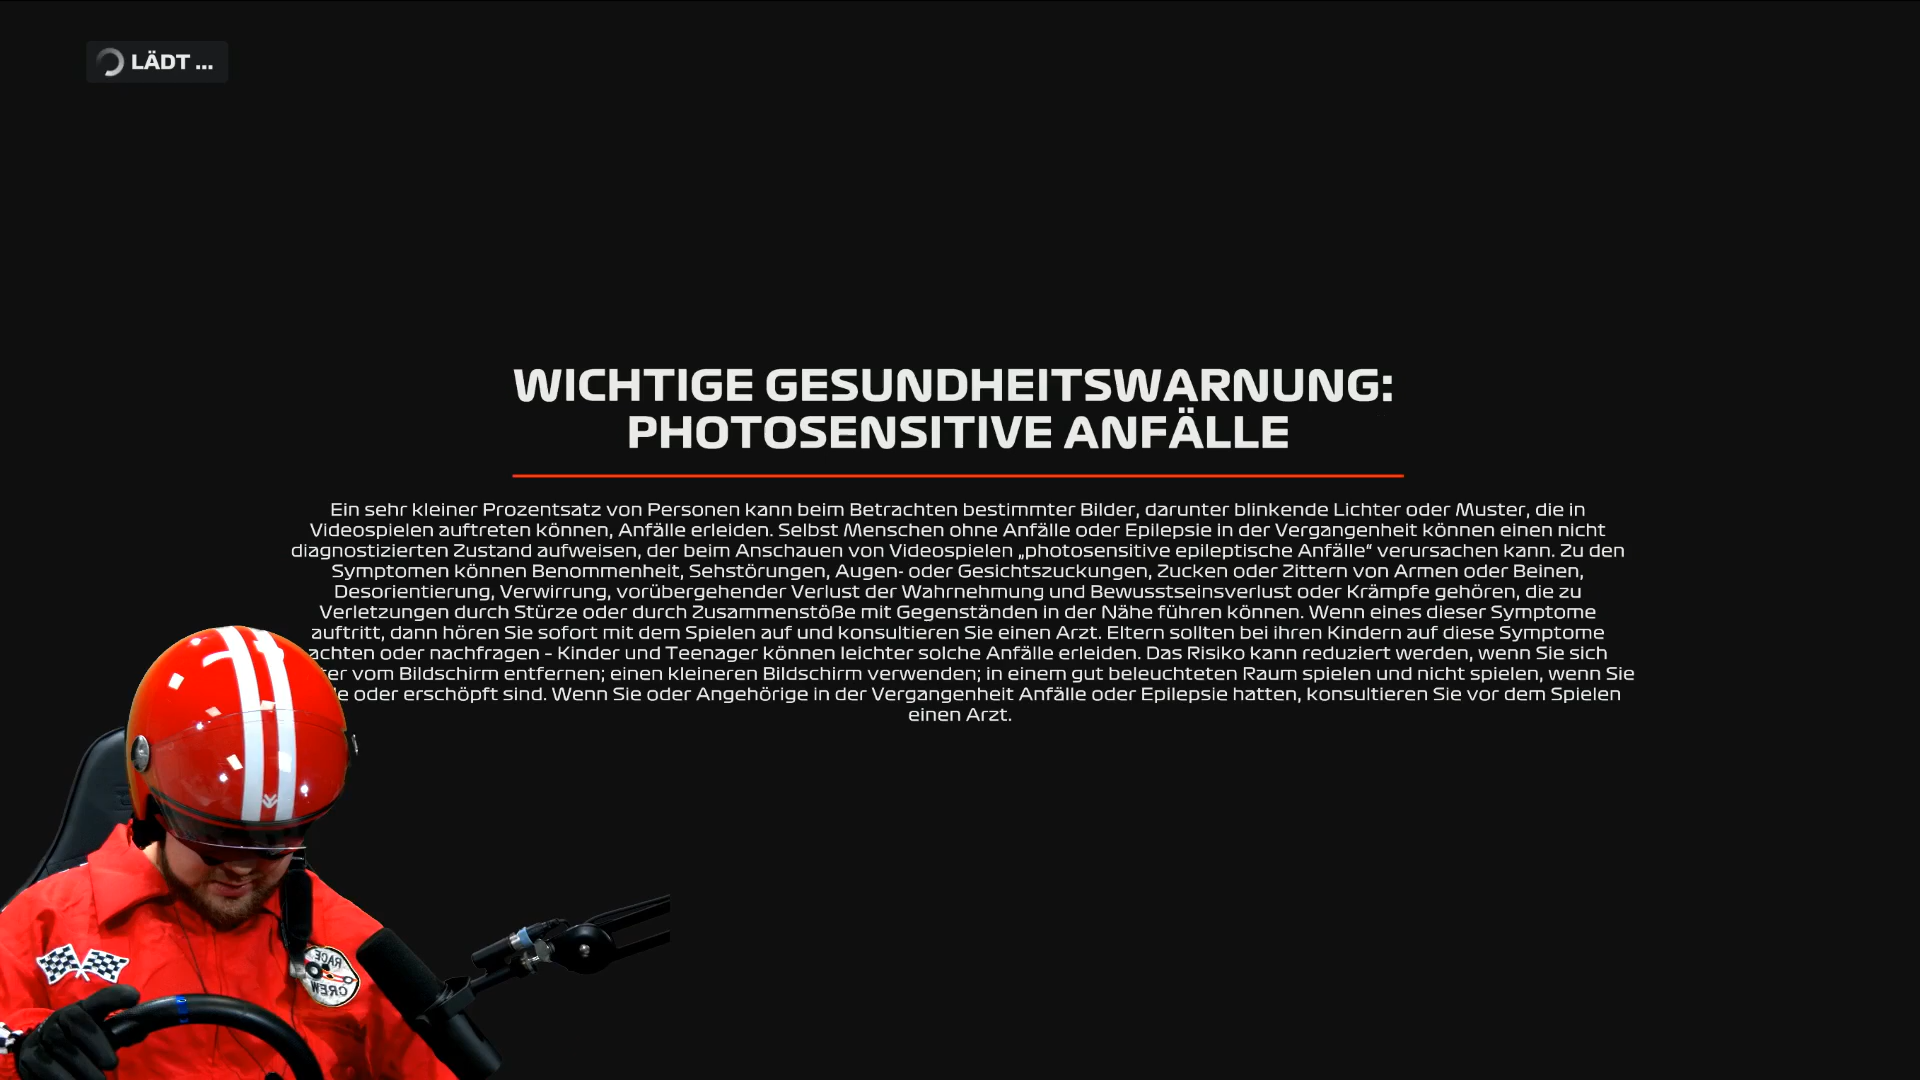 LÄDT ...
WICHTIGE GESUNDHEITSWARNUNG:
PHOTOSENSITIVE ANFÄLLE
Ein sehr kleiner Prozentsatz von Personen kann beim Betrachten bestimmter Bilder, darunter blinkende Lichter oder Muster, die in
Videospielen auftreten können, Anfälle erleiden. Selbst Menschen ohne Anfälle oder Epilepsie in der Vergangenheit können einen nicht
diagnostizierten Zustand aufweisen, der beim Anschauen von Videospielen „photosensitive epileptische Anfälle“ verursachen kann. Zu den
Symptomen können Benommenheit, Sehstörungen, Augen- oder Gesichtszuckungen, Zucken oder Zittern von Armen oder Beinen,
Desorientierung, Verwirrung, vorübergehender Verlust der Wahrnehmung und Bewusstseinsverlust oder Krämpfe gehören, die zu
Verletzungen durch Stürze oder durch Zusammenstöße mit Gegenständen in der Nähe führen können. Wenn eines dieser Symptome
auftritt, dann hören Sie sofort mit dem Spielen auf und konsultieren Sie einen Arzt. Eltern sollten bei ihren Kindern auf diese Symptome
achten oder nachfragen - Kinder und Teenager können leichter solche Anfälle erleiden. Das Risiko kann reduziert werden, wenn Sie sich
vom Bildschirm entfernen; einen kleineren Bildschirm verwenden; in einem gut beleuchteten Raum spielen und nicht spielen, wenn Sie
oder erschöpft sind. Wenn Sie oder Angehörige in der Vergangenheit Anfälle oder Epilepsie hatten, konsultieren Sie vor dem Spielen
einen Arzt.
RACE
CREW